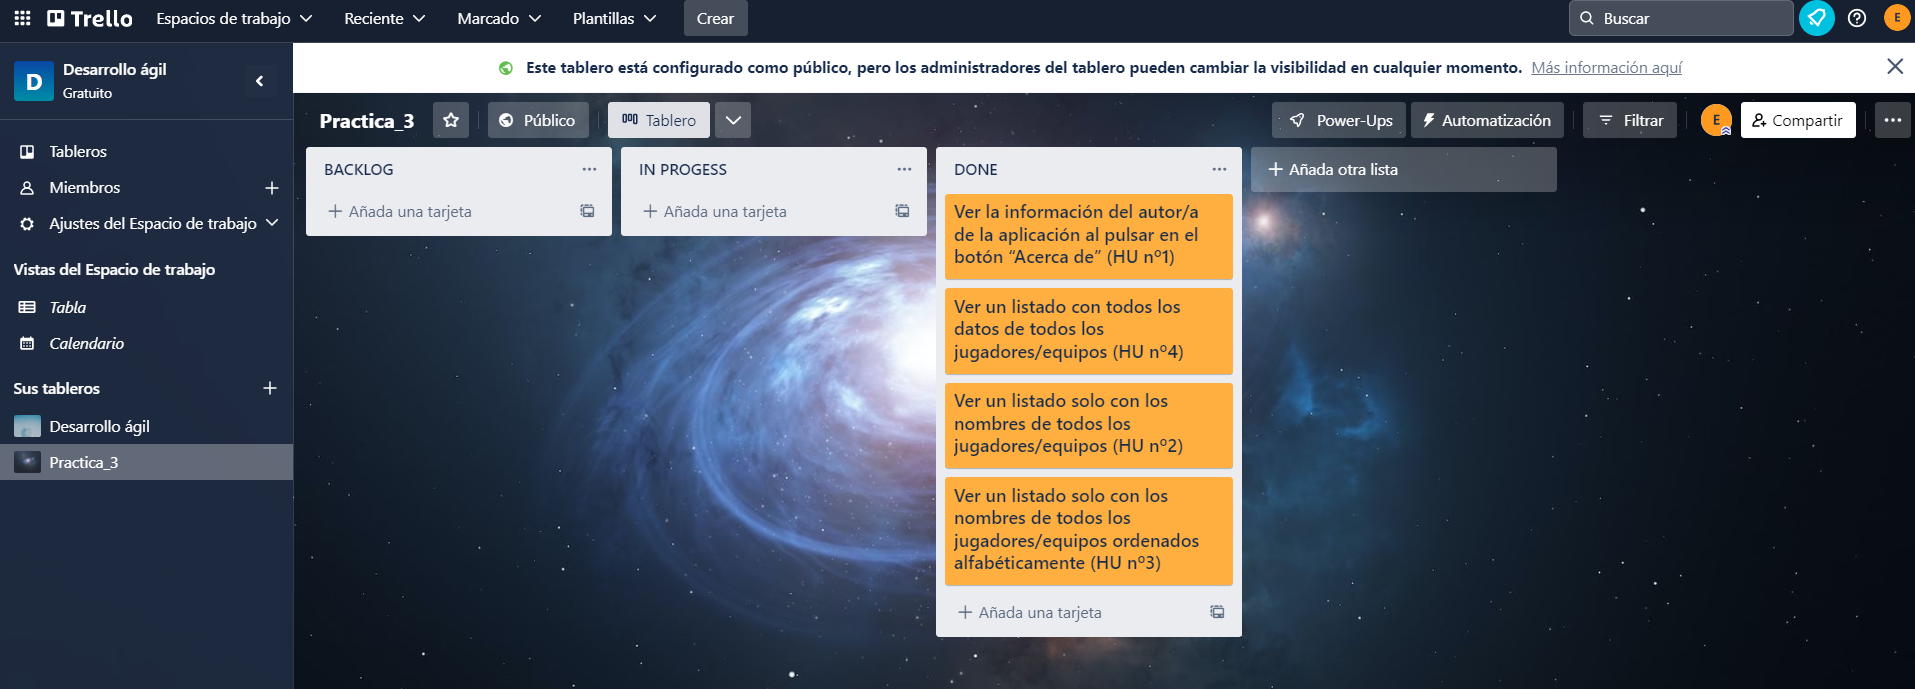 Trello
Espacios de trabajo
Reciente
Marcado
Plantillas
Crear
Buscar
E
D
Desarrollo ágil
Gratuito
Este tablero está configurado como público, pero los administradores del tablero pueden cambiar la visibilidad en cualquier momento. Más información aquí
Tableros
Miembros
Ajustes del Espacio de trabajo
Vistas del Espacio de trabajo
Tabla
Calendario
Sus tableros
Desarrollo ágil
Practica_3
Practica_3
Público
Tablero
Power-Ups
Automatización
Filtrar
E
Compartir
BACKLOG
Añada una tarjeta
IN PROGESS
Añada una tarjeta
DONE
Ver la información del autor/a
de la aplicación al pulsar en el
botón “Acerca de” (HU nº1)
Ver un listado con todos los
datos de todos los
jugadores/equipos (HU nº4)
Ver un listado solo con los
nombres de todos los
jugadores/equipos (HU nº2)
Ver un listado solo con los
nombres de todos los
jugadores/equipos ordenados
alfabéticamente (HU nº3)
Añada una tarjeta
Añada otra lista